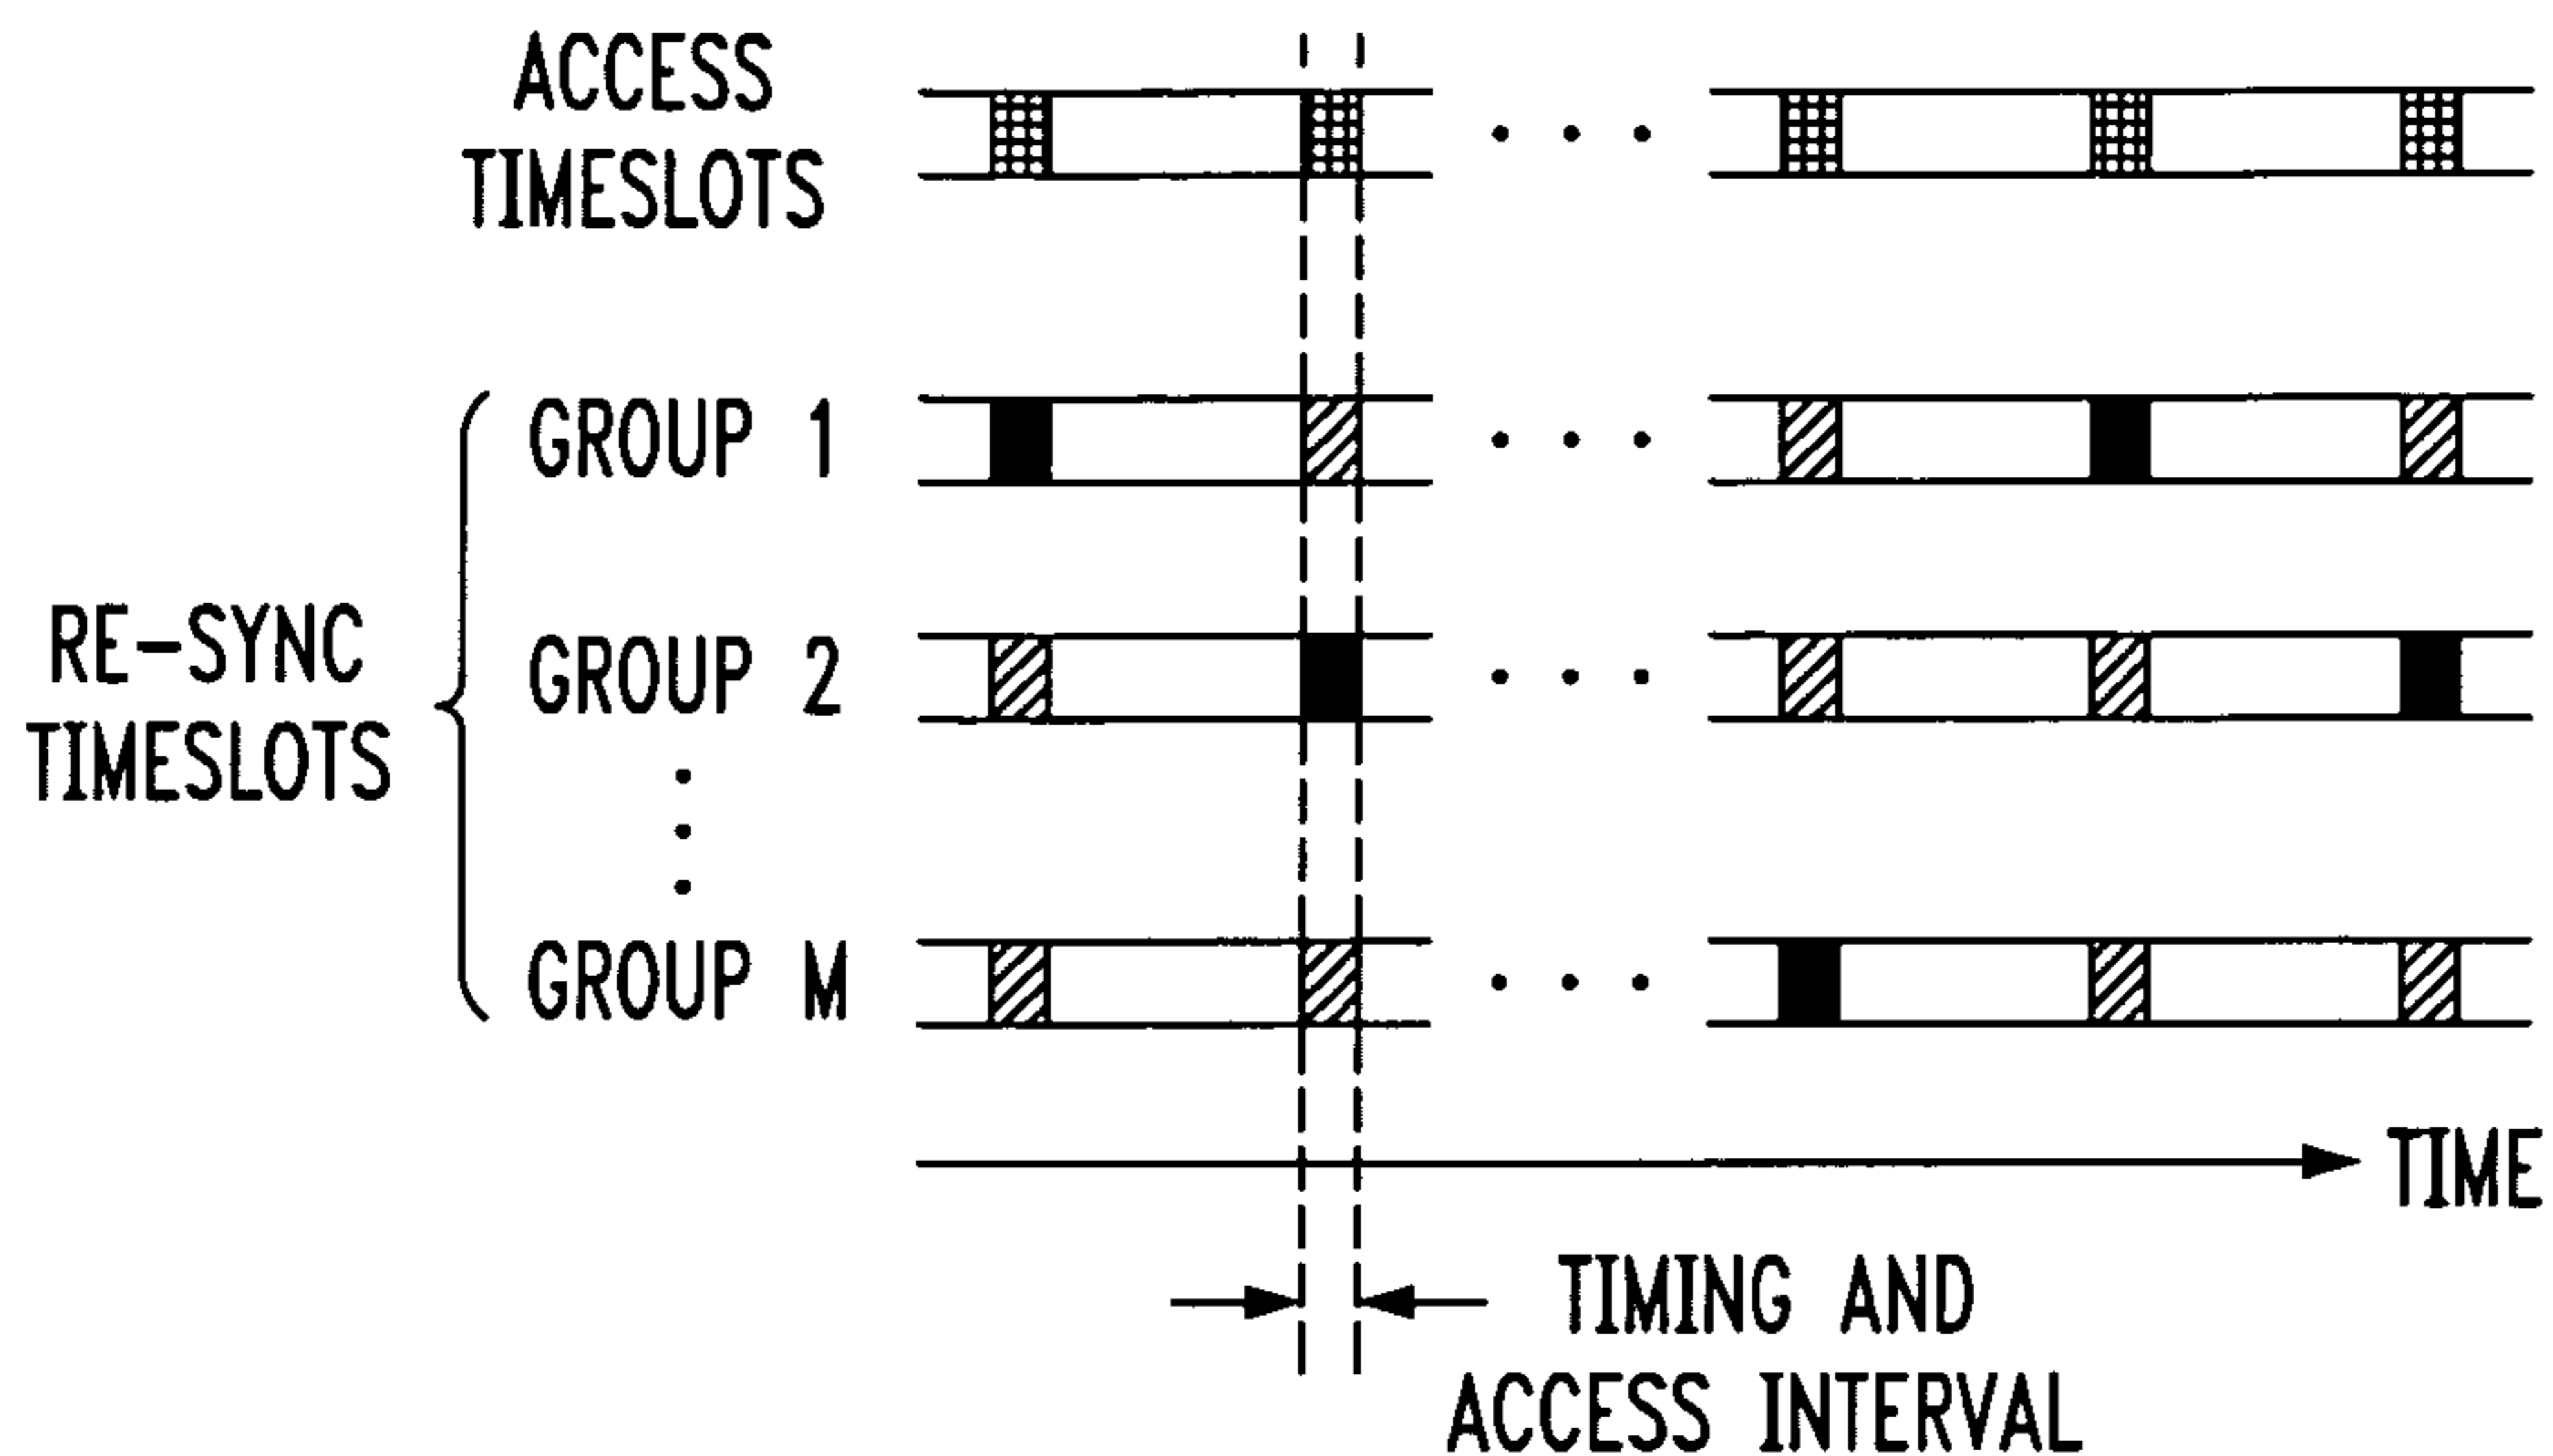 ACCESS
TIMESLOTS
RE-SYNC
TIMESLOTS
GROUP 1
GROUP 2
GROUP M
TIME
TIMING AND
ACCESS INTERVAL